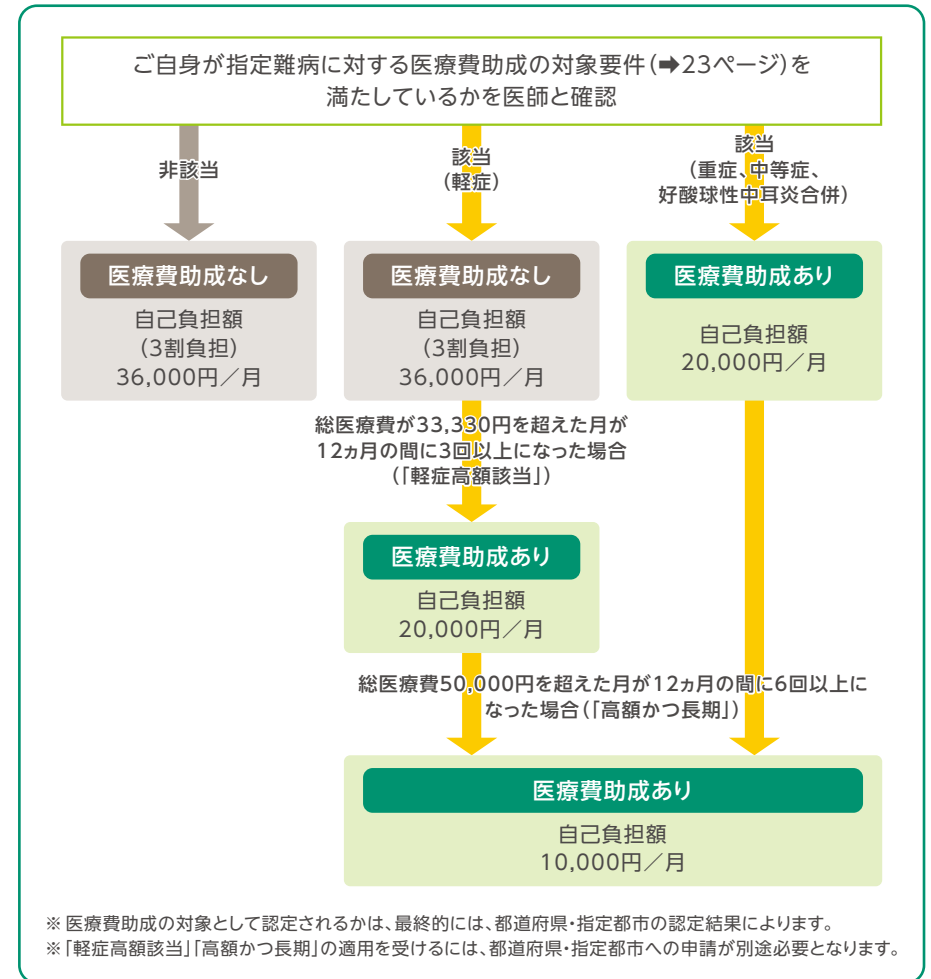 ご自身が指定難病に対する医療費助成の対象要件（➡23ページ）を
満たしているかを医師と確認
非該当
該当
（軽症）
該当
（重症、中等症、
好酸球性中耳炎合併）
医療費助成なし
自己負担額
（3割負担）
36,000円／月
医療費助成なし
自己負担額
（3割負担）
36,000円／月
医療費助成あり
自己負担額
20,000円／月
総医療費が33,330円を超えた月が
12ヵ月の間に3回以上になった場合
（「軽症高額該当」）
医療費助成あり
自己負担額
20,000円／月
総医療費50,000円を超えた月が12ヵ月の間に6回以上に
なった場合（「高額かつ長期」）
医療費助成あり
自己負担額
10,000円／月
※ 医療費助成の対象として認定されるかは、最終的には、都道府県・指定都市の認定結果によります。
※「軽症高額該当」「高額かつ長期」の適用を受けるには、都道府県・指定都市への申請が別途必要となります。